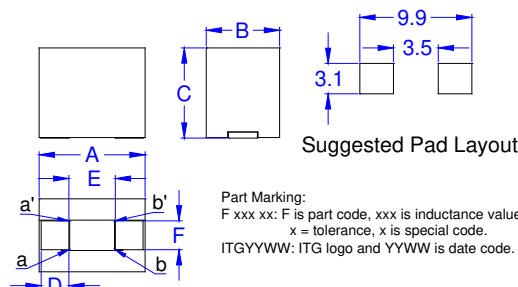 9.9
B
3.5
3.1
C
Suggested Pad Layout
A
E
a' b'
F
a b
D
Part Marking:
F xxx xx: F is part code, xxx is inductance value
x = tolerance, x is special code.
ITGYYWW: ITG logo and YYWW is date code.